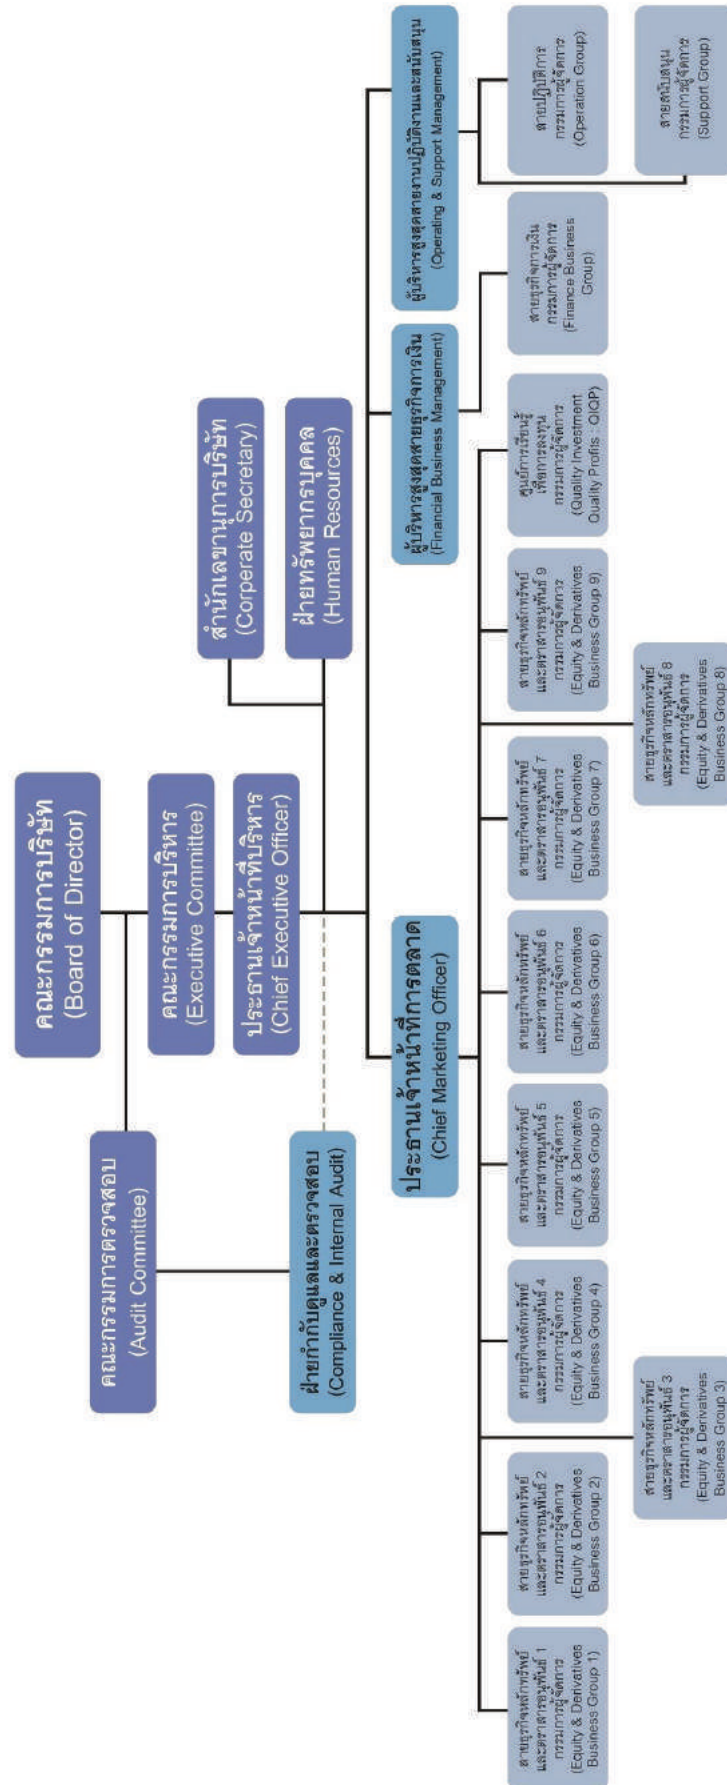 คณะกรรมการบริษัท
(Board of Director)
คณะกรรมการตรวจสอบ
(Audit Committee)
คณะกรรมการบริหาร
(Executive Committee)
ประธานเจ้าหน้าที่บริหาร
(Chief Executive Officer)
สำนักเลขานุการบริษัท
(Corperate Secretary)
ฝ่ายทรัพยากรบุคคล
(Human Resources)
ฝ่ายกำกับดูแลและตรวจสอบ
(Compliance & Internal Audit)
ประธานเจ้าหน้าที่การตลาด
(Chief Marketing Officer)
ผู้บริหารสูงสุดสายธุรกิจการเงิน
(Financial Business Management)
ผู้บริหารสูงสุดสายงานปฏิบัติงานและสนับสนุน
(Operating & Support Management)
สายธุรกิจหลักทรัพย์
และตราสารอนุพันธ์ 1
กรรมการผู้จัดการ
(Equity & Derivatives
Business Group 1)
สายธุรกิจหลักทรัพย์
และตราสารอนุพันธ์ 2
กรรมการผู้จัดการ
(Equity & Derivatives
Business Group 2)
สายธุรกิจหลักทรัพย์
และตราสารอนุพันธ์ 3
กรรมการผู้จัดการ
(Equity & Derivatives
Business Group 3)
สายธุรกิจหลักทรัพย์
และตราสารอนุพันธ์ 4
กรรมการผู้จัดการ
(Equity & Derivatives
Business Group 4)
สายธุรกิจหลักทรัพย์
และตราสารอนุพันธ์ 5
กรรมการผู้จัดการ
(Equity & Derivatives
Business Group 5)
สายธุรกิจหลักทรัพย์
และตราสารอนุพันธ์ 6
กรรมการผู้จัดการ
(Equity & Derivatives
Business Group 6)
สายธุรกิจหลักทรัพย์
และตราสารอนุพันธ์ 7
กรรมการผู้จัดการ
(Equity & Derivatives
Business Group 7)
สายธุรกิจหลักทรัพย์
และตราสารอนุพันธ์ 8
กรรมการผู้จัดการ
(Equity & Derivatives
Business Group 8)
สายธุรกิจหลักทรัพย์
และตราสารอนุพันธ์ 9
กรรมการผู้จัดการ
(Equity & Derivatives
Business Group 9)
ศูนย์การเรียนรู้
เพื่อการลงทุน
กรรมการผู้จัดการ
(Quality Investment
Quality Profits : QIQP)
สายธุรกิจการเงิน
กรรมการผู้จัดการ
(Finance Business
Group)
สายปฏิบัติการ
กรรมการผู้จัดการ
(Operation Group)
สายสนับสนุน
กรรมการผู้จัดการ
(Support Group)